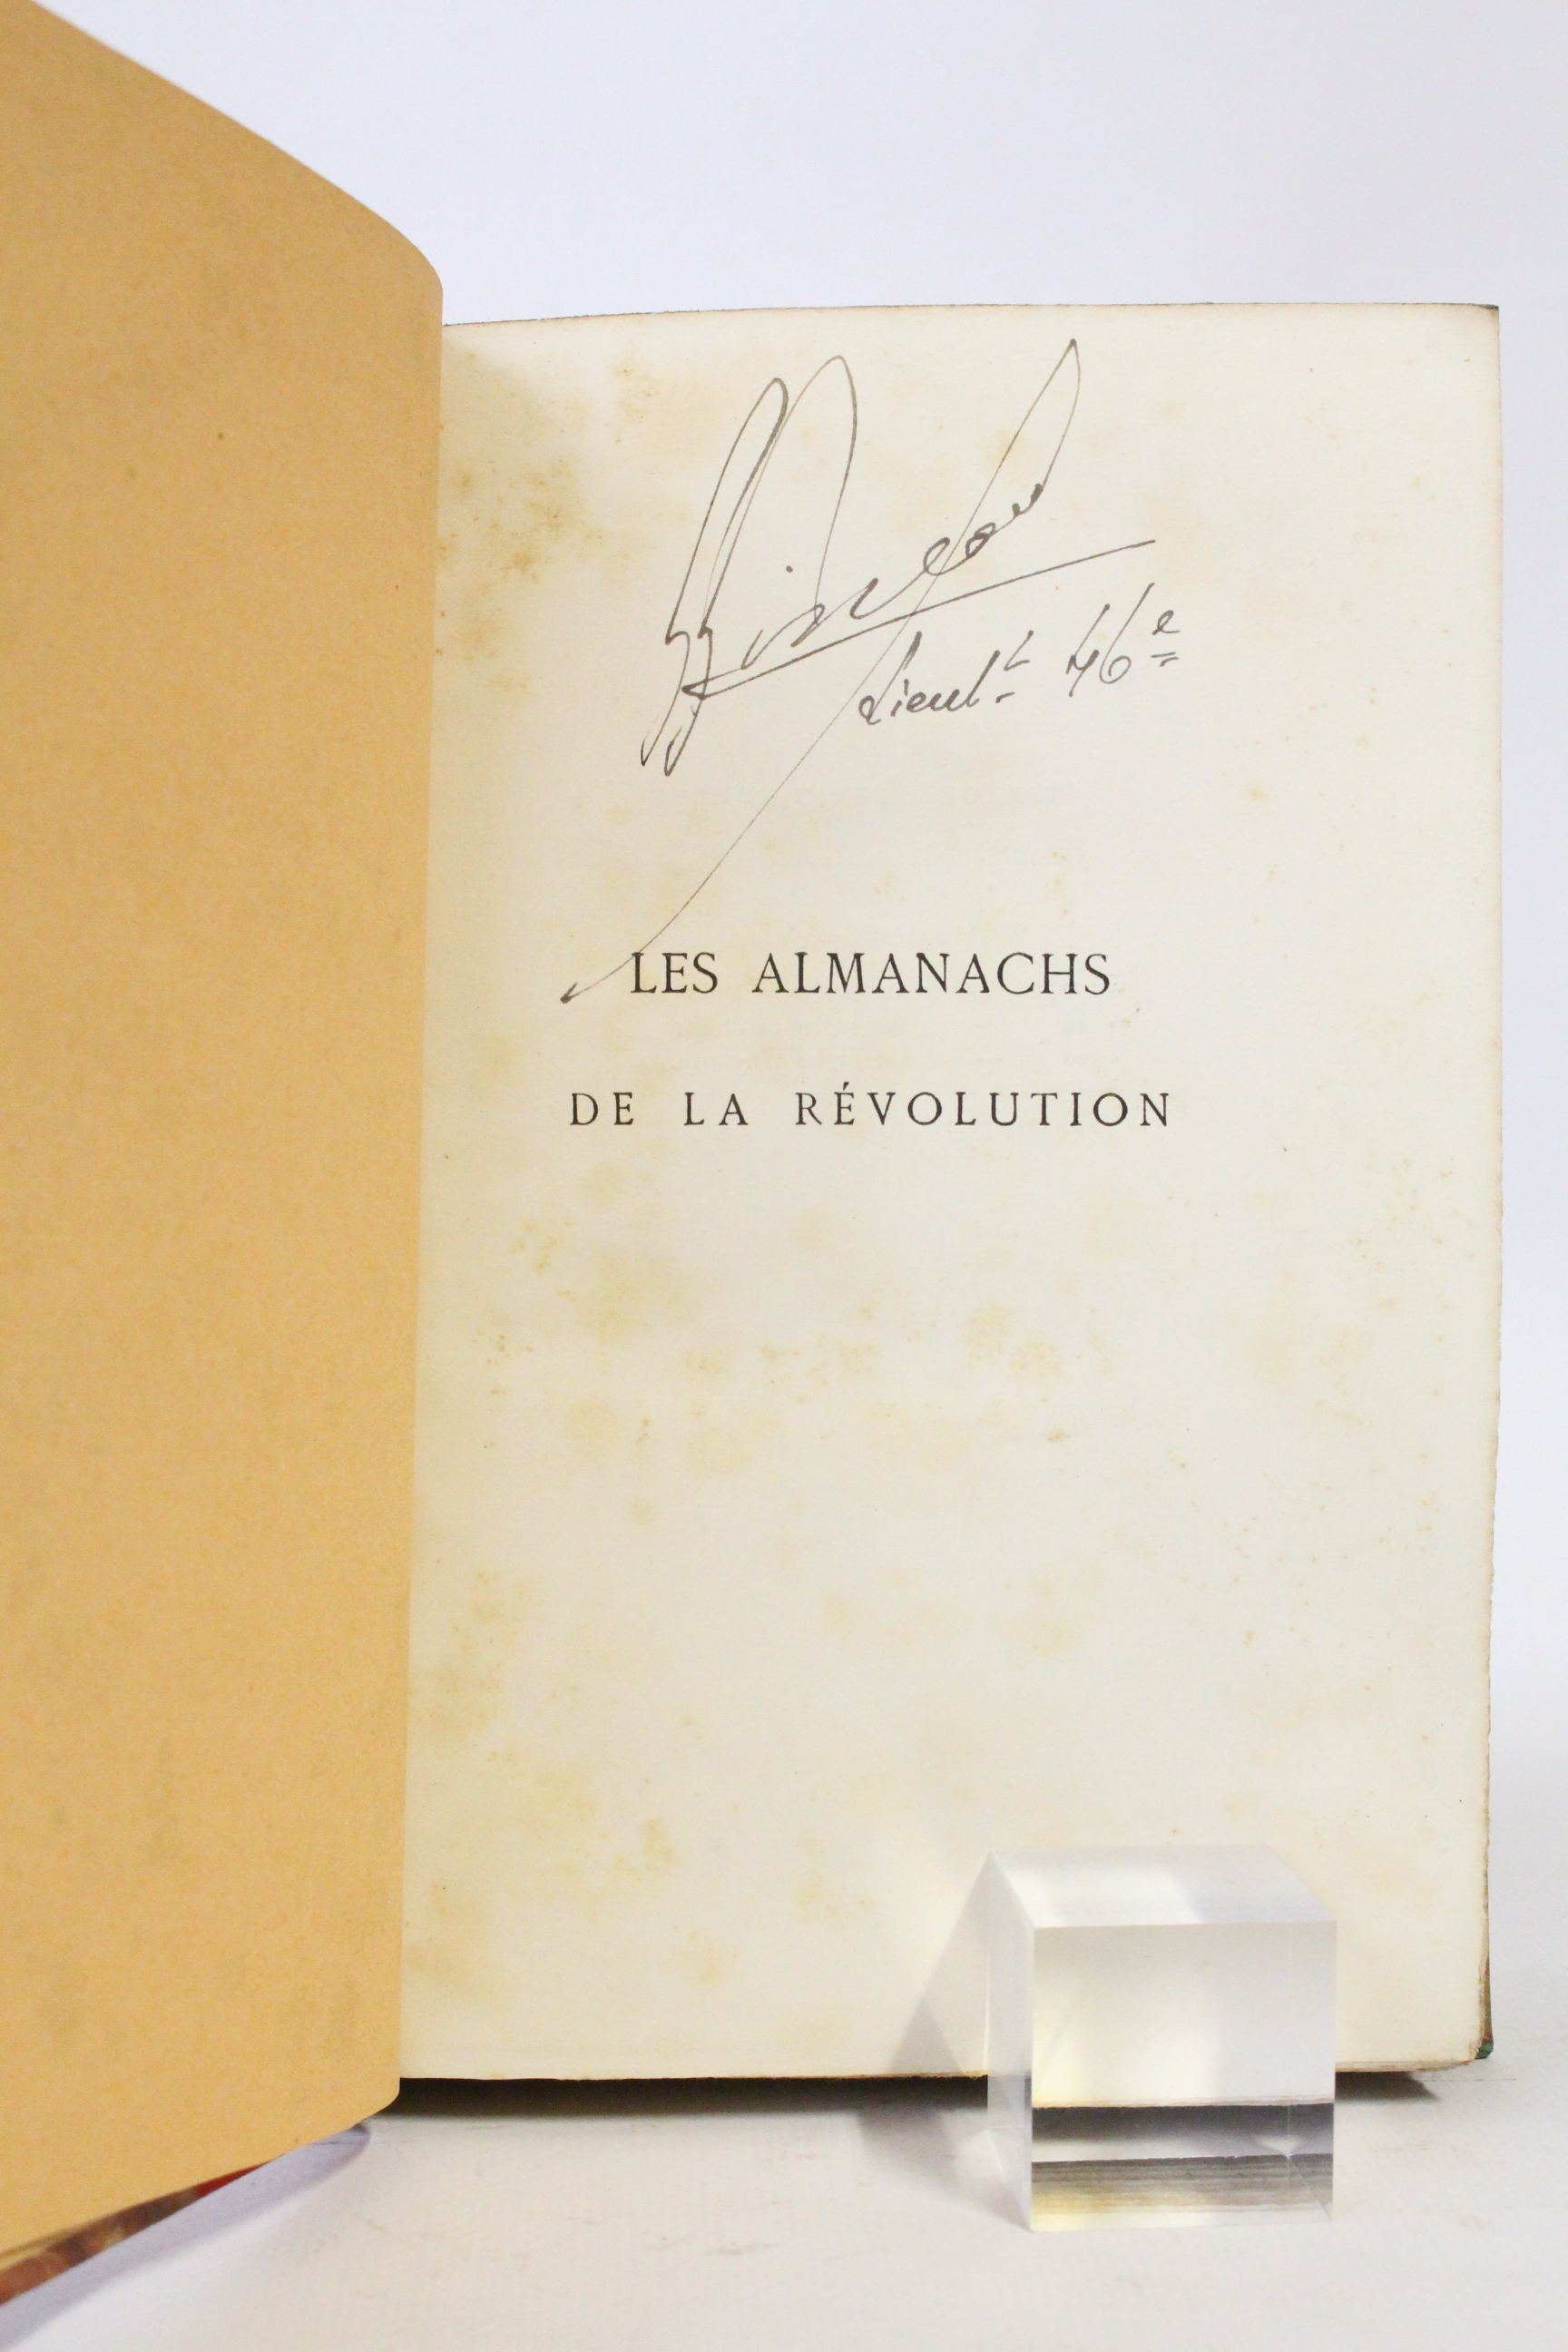 Lieut.t 46e
LES ALMANACHS
DE LA RÉVOLUTION